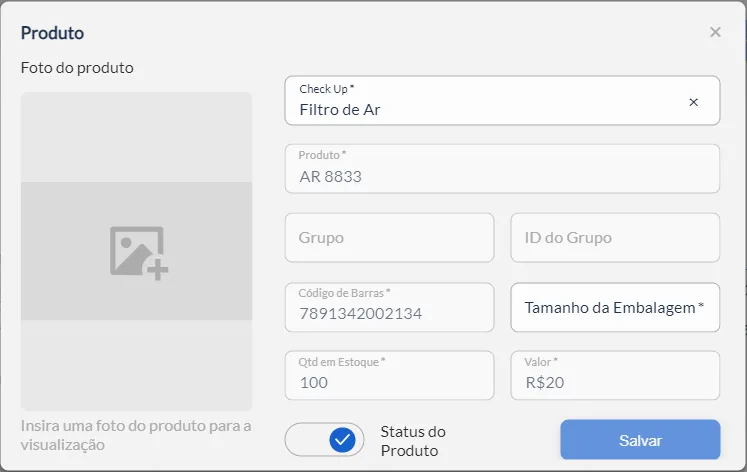 Produto
Foto do produto
Check Up *
Filtro de Ar
Produto *
AR 8833
Grupo
ID do Grupo
Código de Barras *
7891342002134
Tamanho da Embalagem *
Qtd em Estoque *
100
Valor *
R$20
Insira uma foto do produto para a
visualização
Status do
Produto
Salvar